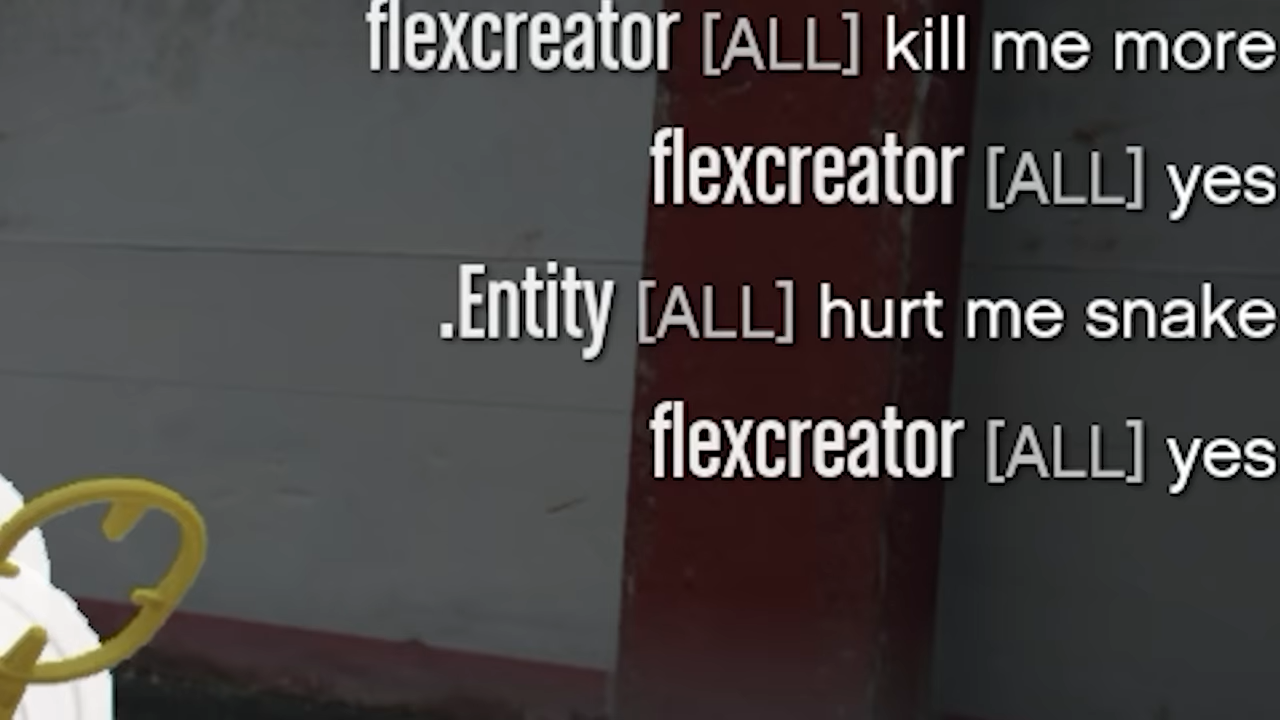 flexcreator [ALL] kill me more
flexcreator [ALL] yes
.Entity [ALL] hurt me snake
flexcreator [ALL] yes